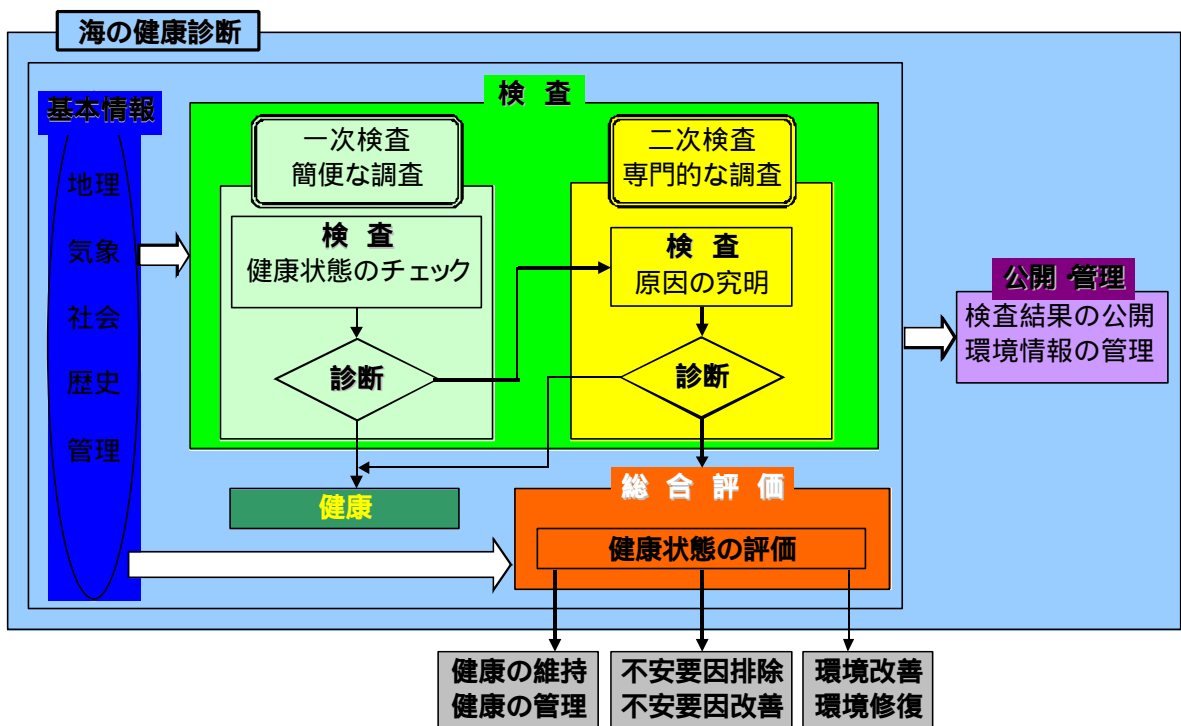 海の健康診断
基本情報
地理
気象
社会
歴史
管理
検 査
一次検査
簡便な調査
検 査
健康状態のチェック
診断
二次検査
専門的な調査
検 査
原因の究明
診断
健康
総 合 評 価
健康状態の評価
公開・管理
検査結果の公開
環境情報の管理
健康の維持
健康の管理
不安要因排除
不安要因改善
環境改善
環境修復